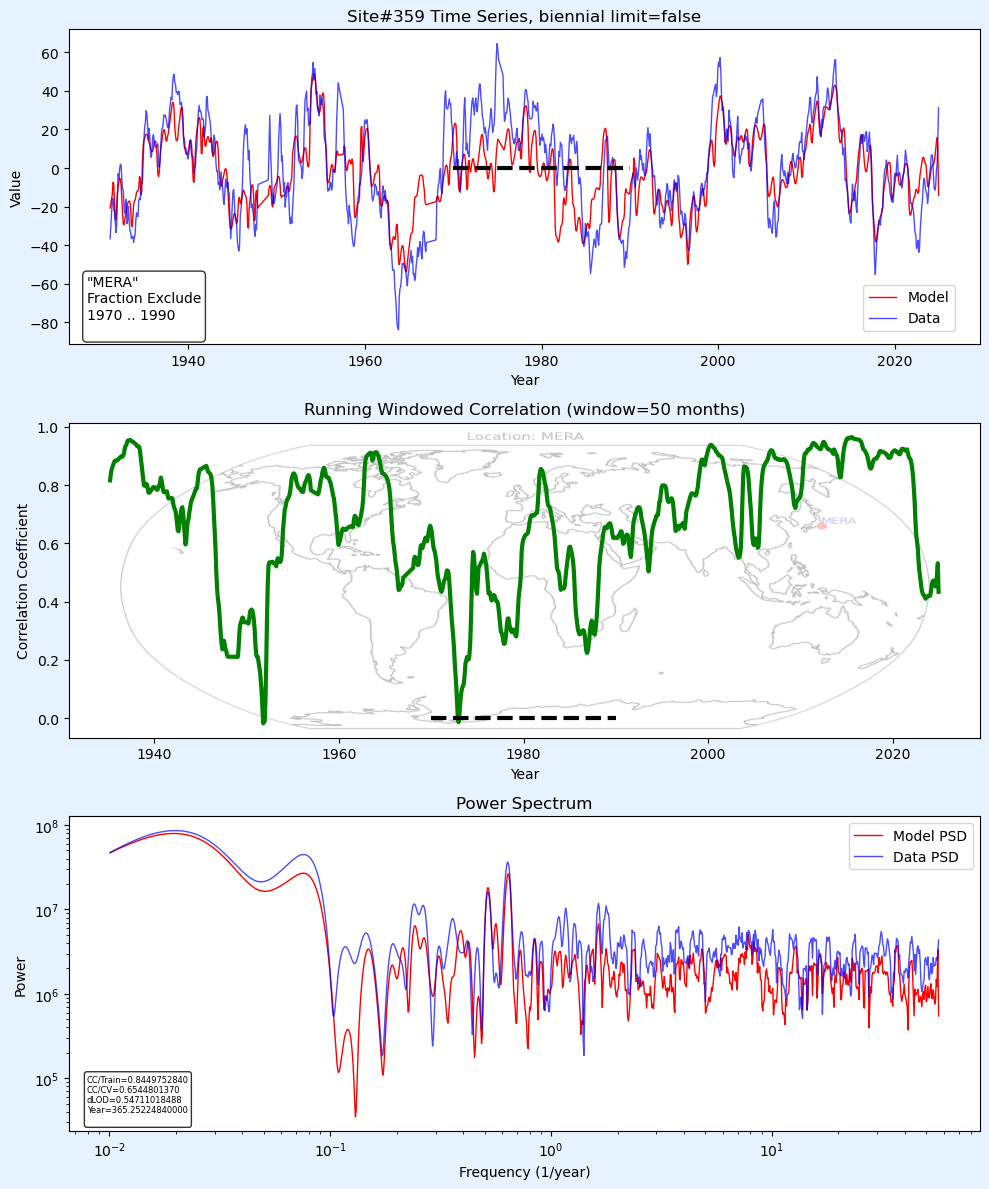 Site#359 Time Series, biennial limit=false
60
40
20
0
−20
−40
−60
−80
Value
"MERA"
Fraction Exclude
1970 .. 1990
Model
Data
1940
1960
1980
2000
2020
Year
Running Windowed Correlation (window=50 months)
Location: MERA
MERA
1.0
0.8
0.6
0.4
0.2
0.0
Correlation Coefficient
1940
1960
1980
2000
2020
Year
Power Spectrum
10⁸
10⁷
10⁶
10⁵
Power
Model PSD
Data PSD
CC/Train=0.8449752840
CC/CV=0.6544801370
dLOD=0.54711018488
Year=365.25224840000
10⁻²
10⁻¹
10⁰
10¹
Frequency (1/year)